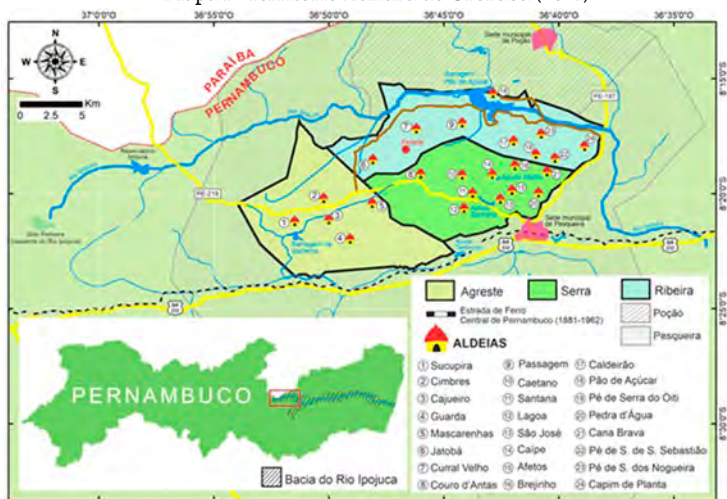 37°0'0"O 36°55'0"O 36°50'0"O 36°45'0"O 36°40'0"O 36°35'0"O
N
W E
S
0 2.5 5
Km
PARAÍBA
PERNAMBUCO
Sede municipal
de Poção
PE-197
8°15'0"S
PE-219
8°20'0"S
Sede municipal
de Pesqueira
BR
232
BR
232
8°25'0"S
8°30'0"S
Agreste
Serra
Ribeira
Estrada de Ferro
Central de Pernambuco (1881-1962)
Poção
Pesqueira
ALDEIAS
1 Sucupira
2 Cimbres
3 Cajueiro
4 Guarda
5 Mascarenhas
6 Jatobá
7 Curral Velho
8 Couro d'Antas
9 Passagem
10 Caetano
11 Santana
12 Lagoa
13 São José
14 Caípe
15 Afetos
16 Brejinho
17 Caldeirão
18 Pão de Açúcar
19 Pé de Serra do Oiti
20 Pedra d'Água
21 Cana Brava
22 Pé de S. de S. Sebastião
23 Pé de S. dos Nogueira
24 Capim de Planta
PERNAMBUCO
Bacia do Rio Ipojuca